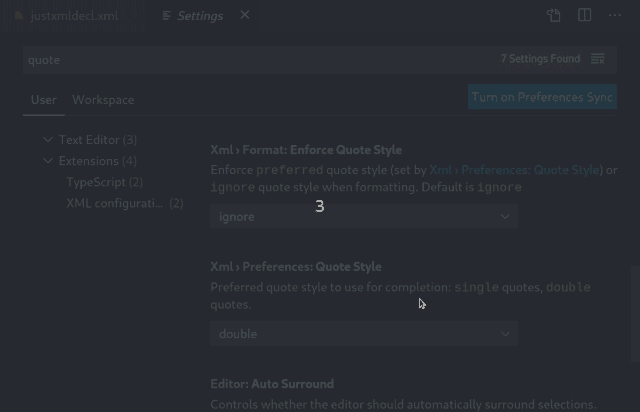 justxmldecl.xml
Settings
quote
7 Settings Found
User
Workspace
Turn on Preferences Sync
Text Editor (3)
Extensions (4)
TypeScript (2)
XML configurati... (2)
Xml › Format: Enforce Quote Style
Enforce preferred quote style (set by Xml › Preferences: Quote Style) or
ignore quote style when formatting. Default is ignore
3
ignore
Xml › Preferences: Quote Style
Preferred quote style to use for completion: single quotes, double
quotes.
double
Editor: Auto Surround
Controls whether the editor should automatically surround selections.